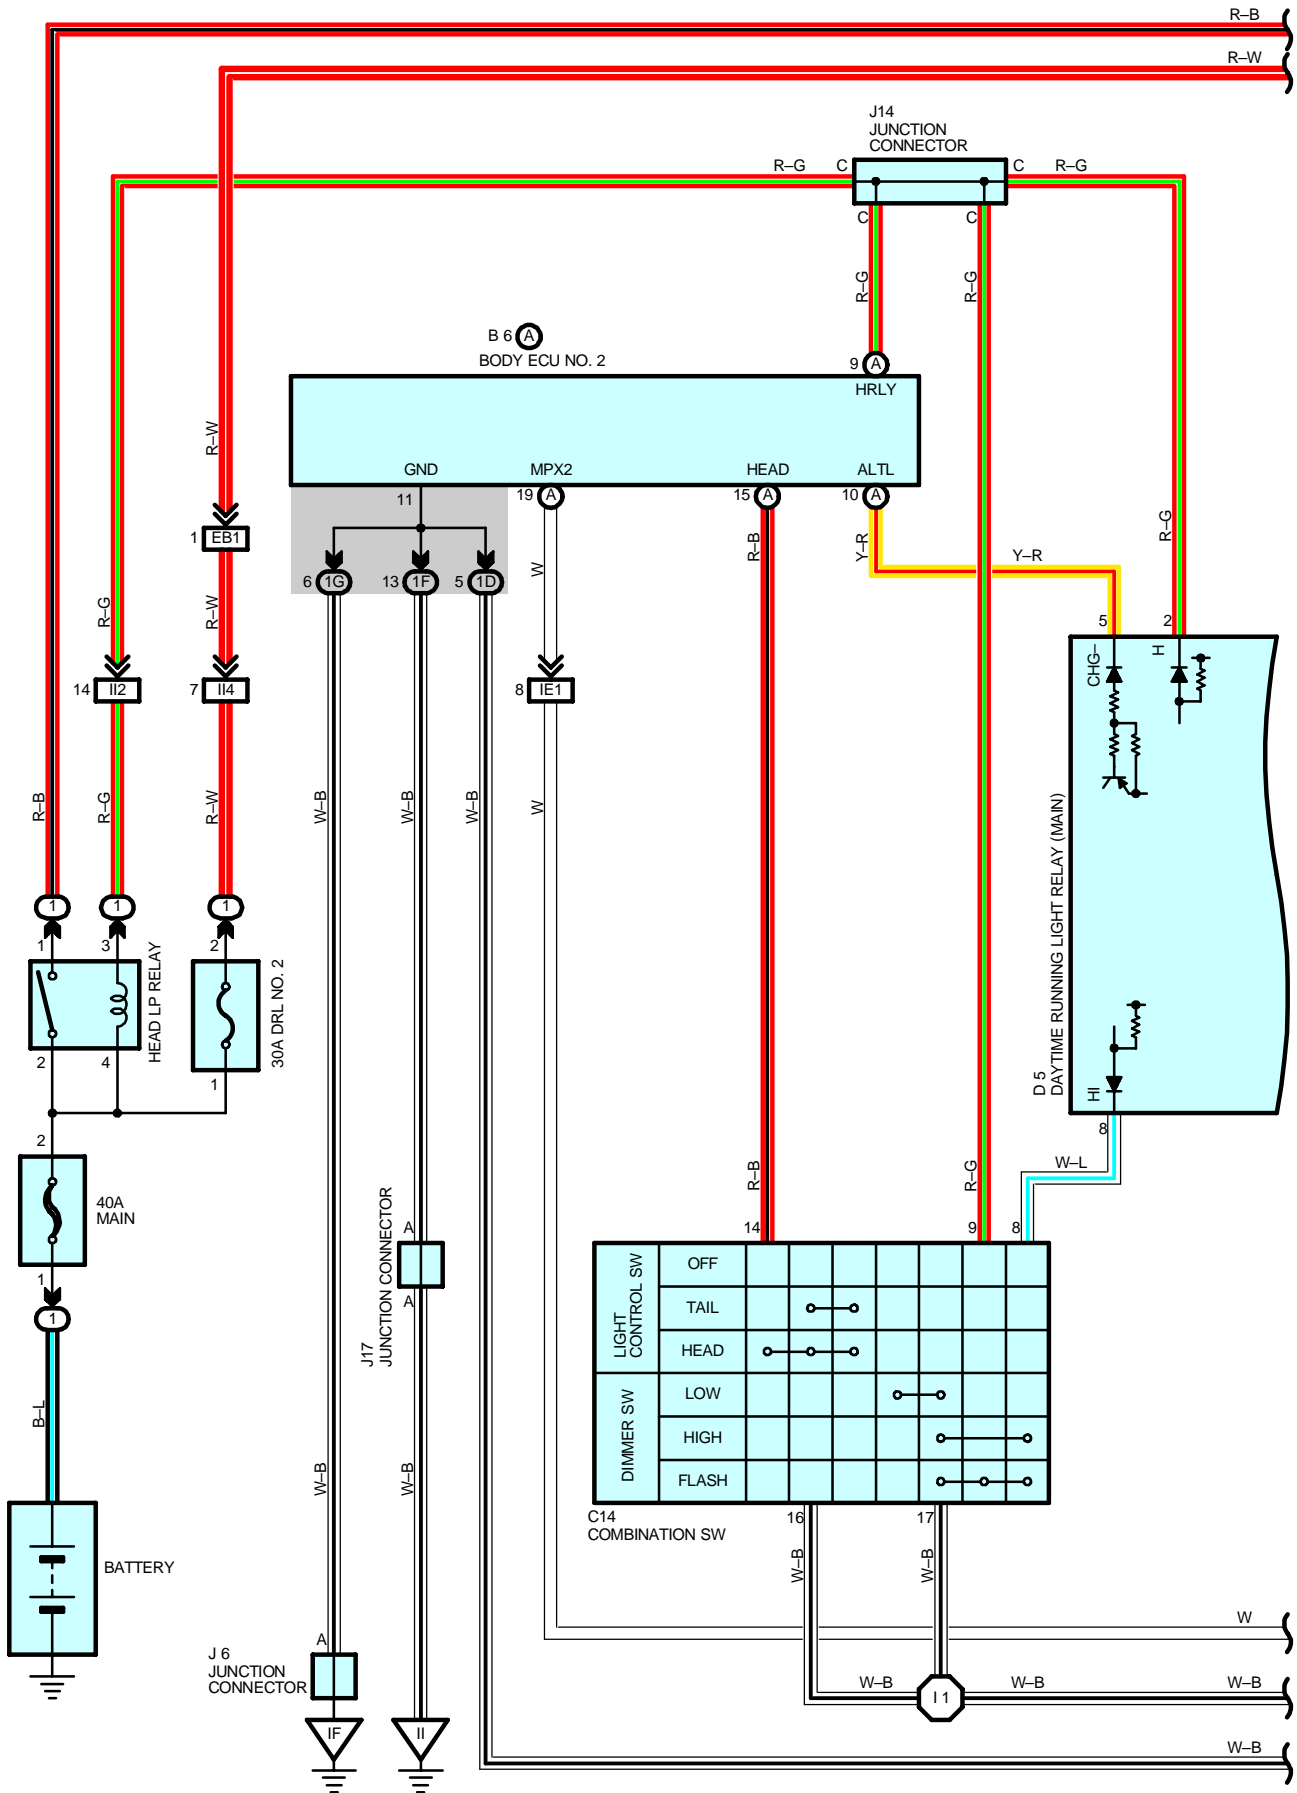 R–B
R–W
J14
JUNCTION
CONNECTOR
R–G
C
C
R–G
C
C
R–G
R–G
B 6 A
BODY ECU NO. 2
9 A
HRLY
R–W
GND
MPX2
HEAD
ALTL
11
19 A
15 A
10 A
R–B
Y–R
R–G
1 EB1
Y–R
6 1G
13 1F
5 1D
W
R–G
R–W
5
2
CHG–
H
14 II2
7 II4
8 IE1
R–B
R–G
R–W
W–B
W–B
W–B
W
1
1
1
1
3
2
HEAD LP RELAY
30A DRL NO. 2
D 5
DAYTIME RUNNING LIGHT RELAY (MAIN)
2
4
1
HI
8
2
W–L
R–B
R–G
40A
MAIN
J17
JUNCTION CONNECTOR
A
14
9
8
1
A
1
LIGHT
CONTROL SW
OFF
TAIL
HEAD
DIMMER SW
LOW
HIGH
FLASH
B–L
W–B
W–B
C14
COMBINATION SW
16
17
BATTERY
W–B
W–B
W
A
J 6
JUNCTION
CONNECTOR
W–B
I 1
W–B
W–B
IF
II
W–B